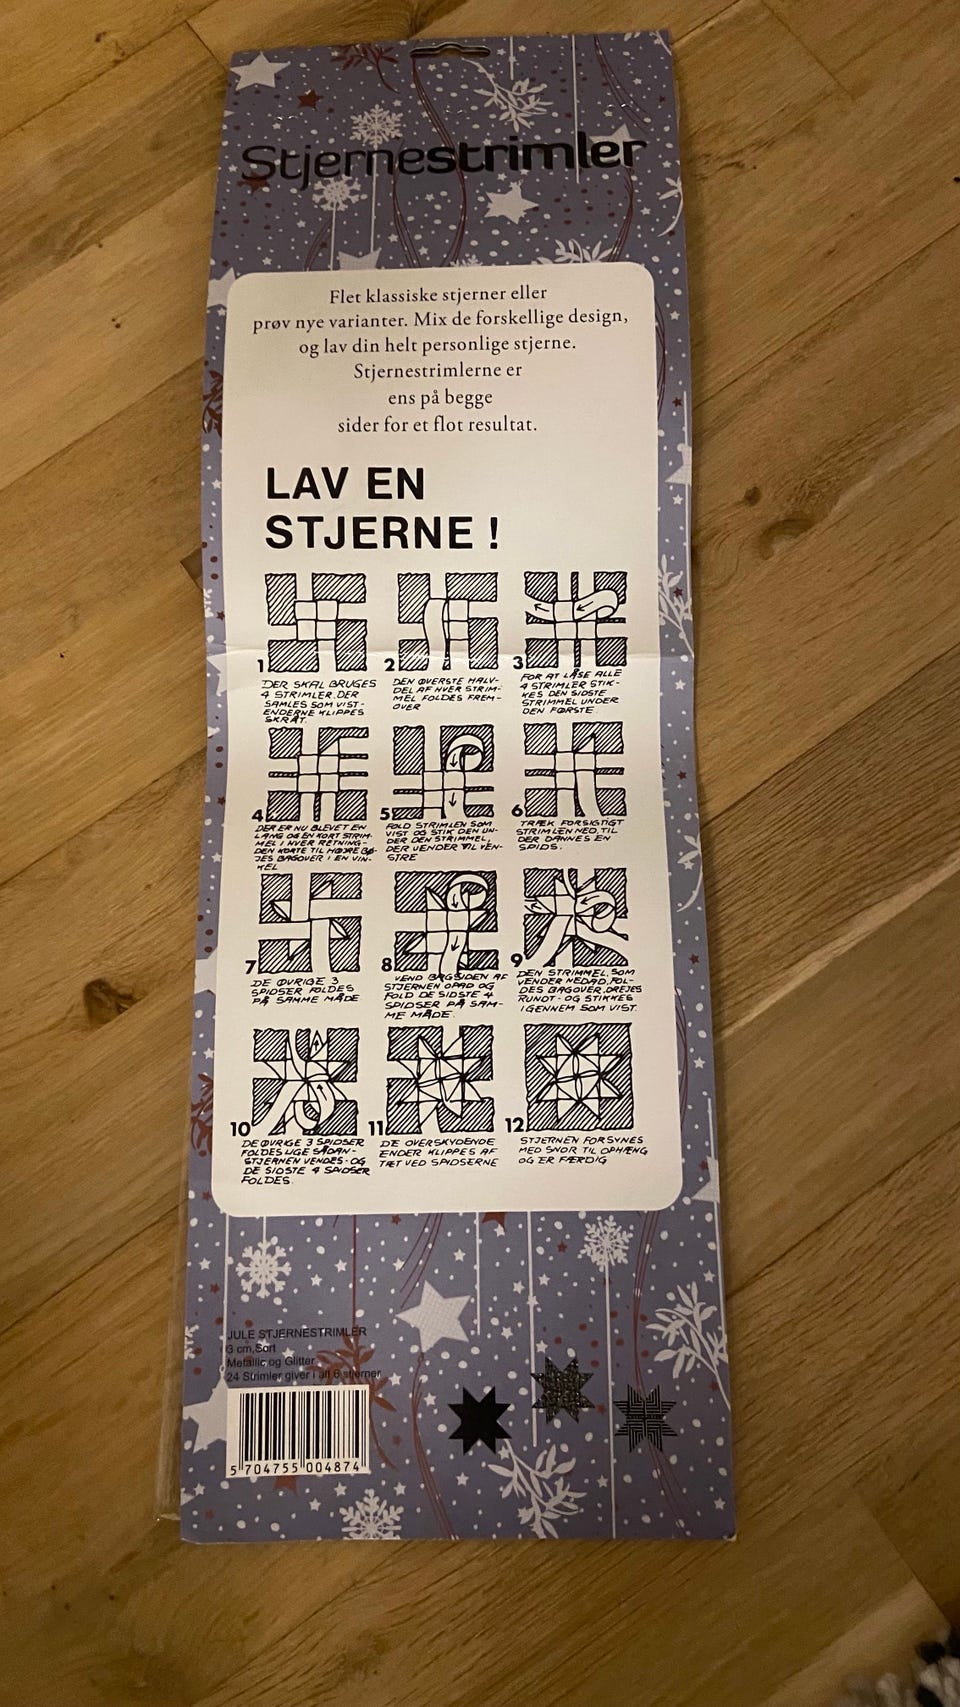 Stjernestrimler
Flet klassiske stjerner eller
prøv nye varianter. Mix de forskellige design,
og lav din helt personlige stjerne.
Stjernestrimlerne er
ens på begge
sider for et flot resultat.
LAV EN
STJERNE !
1
DER SKAL BRUGES
4 STRIMLER. DER
SAMLES SOM VIST-
ENDERNE KLIPPES
SKRÅT.
2
DEN ØVERSTE HALV-
DEL AF HVER STRIM-
MEL FOLDES FREM-
OVER
3
FOR AT LÅSE ALLE
4 STRIMLER STIK-
KES DEN SIDSTE
STRIMMEL UNDER
DEN FØRSTE.
4
DER ER NU BLEVET EN
LANG OG EN KORT STRIM-
MEL I HVER RETNING-
DEN KORTE TIL HØJRE BØ-
JES BAGOVER I EN VIN-
KEL
5
FOLD STRIMLEN SOM
VIST OG STIK DEN UN-
DER DEN STRIMMEL,
DER VENDER TIL VEN-
STRE
6
TRÆK FORSIGTIGT
STRIMLEN NED, TIL
DER DANNES EN
SPIDS.
7
DE ØVRIGE 3
SPIDSER FOLDES
PÅ SAMME MÅDE
8
VEND BAGSIDEN AF
STJERNEN OPAD OG
FOLD DE SIDSTE 4
SPIDSER PÅ SAM-
ME MÅDE.
9
DEN STRIMMEL, SOM
VENDER NEDAD, FOL-
DES BAGOVER, DREJES
RUNDT - OG STIKKES
IGENNEM SOM VIST.
10
DE ØVRIGE 3 SPIDSER
FOLDES LIGE SÅDAN-
STJERNEN VENDES - OG
DE SIDSTE 4 SPIDSER
FOLDES.
11
DE OVERSKYDENDE
ENDER KLIPPES AF
TÆT VED SPIDSERNE
12
STJERNEN FORSYNES
MED SNOR TIL OPHÆNG
OG ER FÆRDIG
JULE STJERNESTRIMLER
3 cm,Sort
Metallic og Glitter
24 Strimler giver i alt 6 stjerner
5 704755 004874